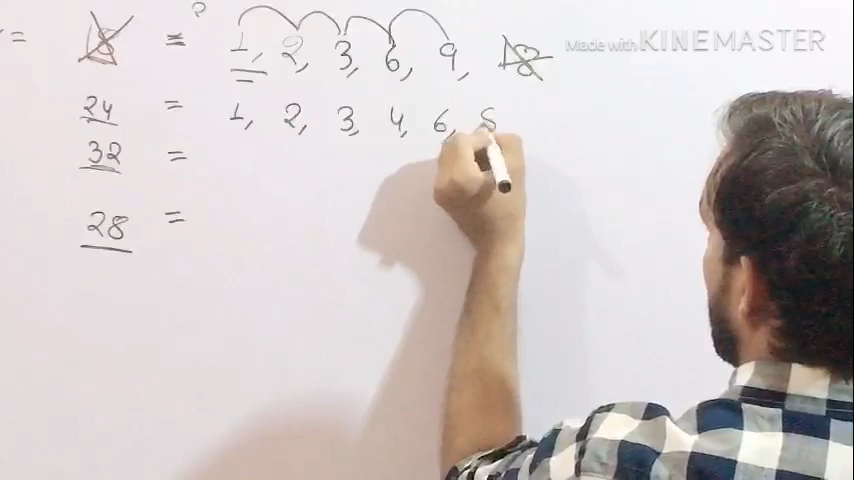 Made with KINEMASTER
= 18 = 1, 2, 3, 6, 9, 18
24 = 1, 2, 3, 4, 6, 8
32 =
28 =